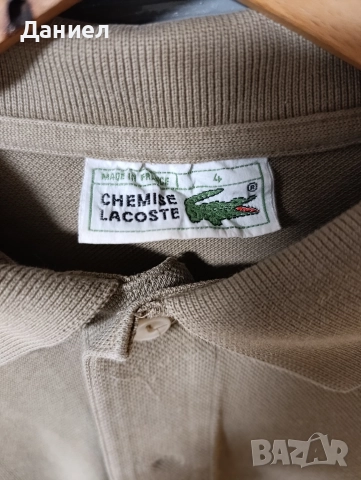 Даниел
MADE IN FRANCE 4
CHEMISE
LACOSTE ®
BAZAR